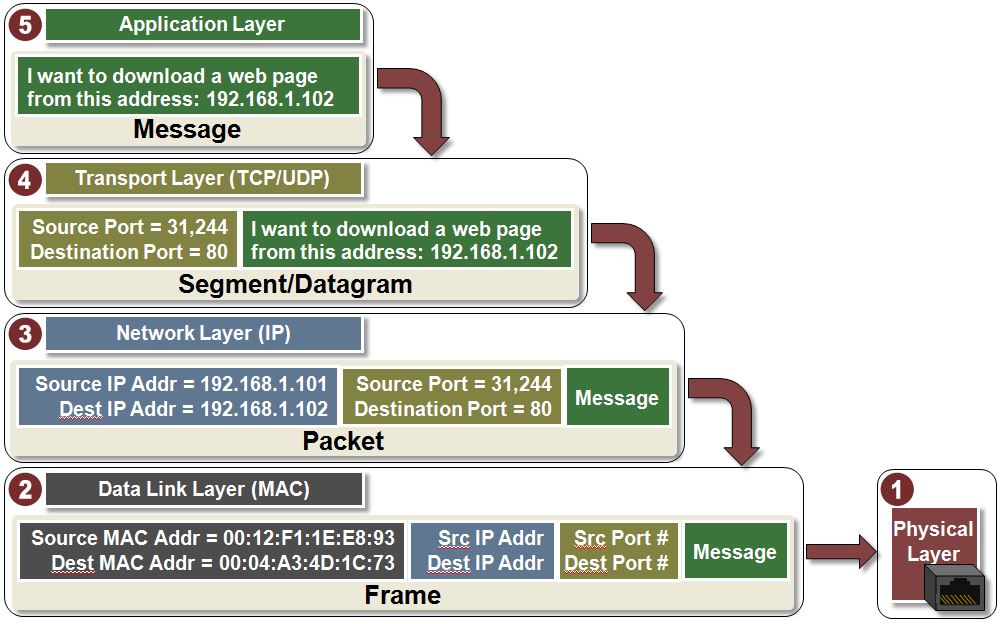 5 Application Layer
I want to download a web page
from this address: 192.168.1.102
Message
4 Transport Layer (TCP/UDP)
Source Port = 31,244
Destination Port = 80
I want to download a web page
from this address: 192.168.1.102
Segment/Datagram
3 Network Layer (IP)
Source IP Addr = 192.168.1.101
Dest IP Addr = 192.168.1.102
Source Port = 31,244
Destination Port = 80
Message
Packet
2 Data Link Layer (MAC)
Source MAC Addr = 00:12:F1:1E:E8:93
Dest MAC Addr = 00:04:A3:4D:1C:73
Src IP Addr
Dest IP Addr
Src Port #
Dest Port #
Message
Frame
1
Physical
Layer